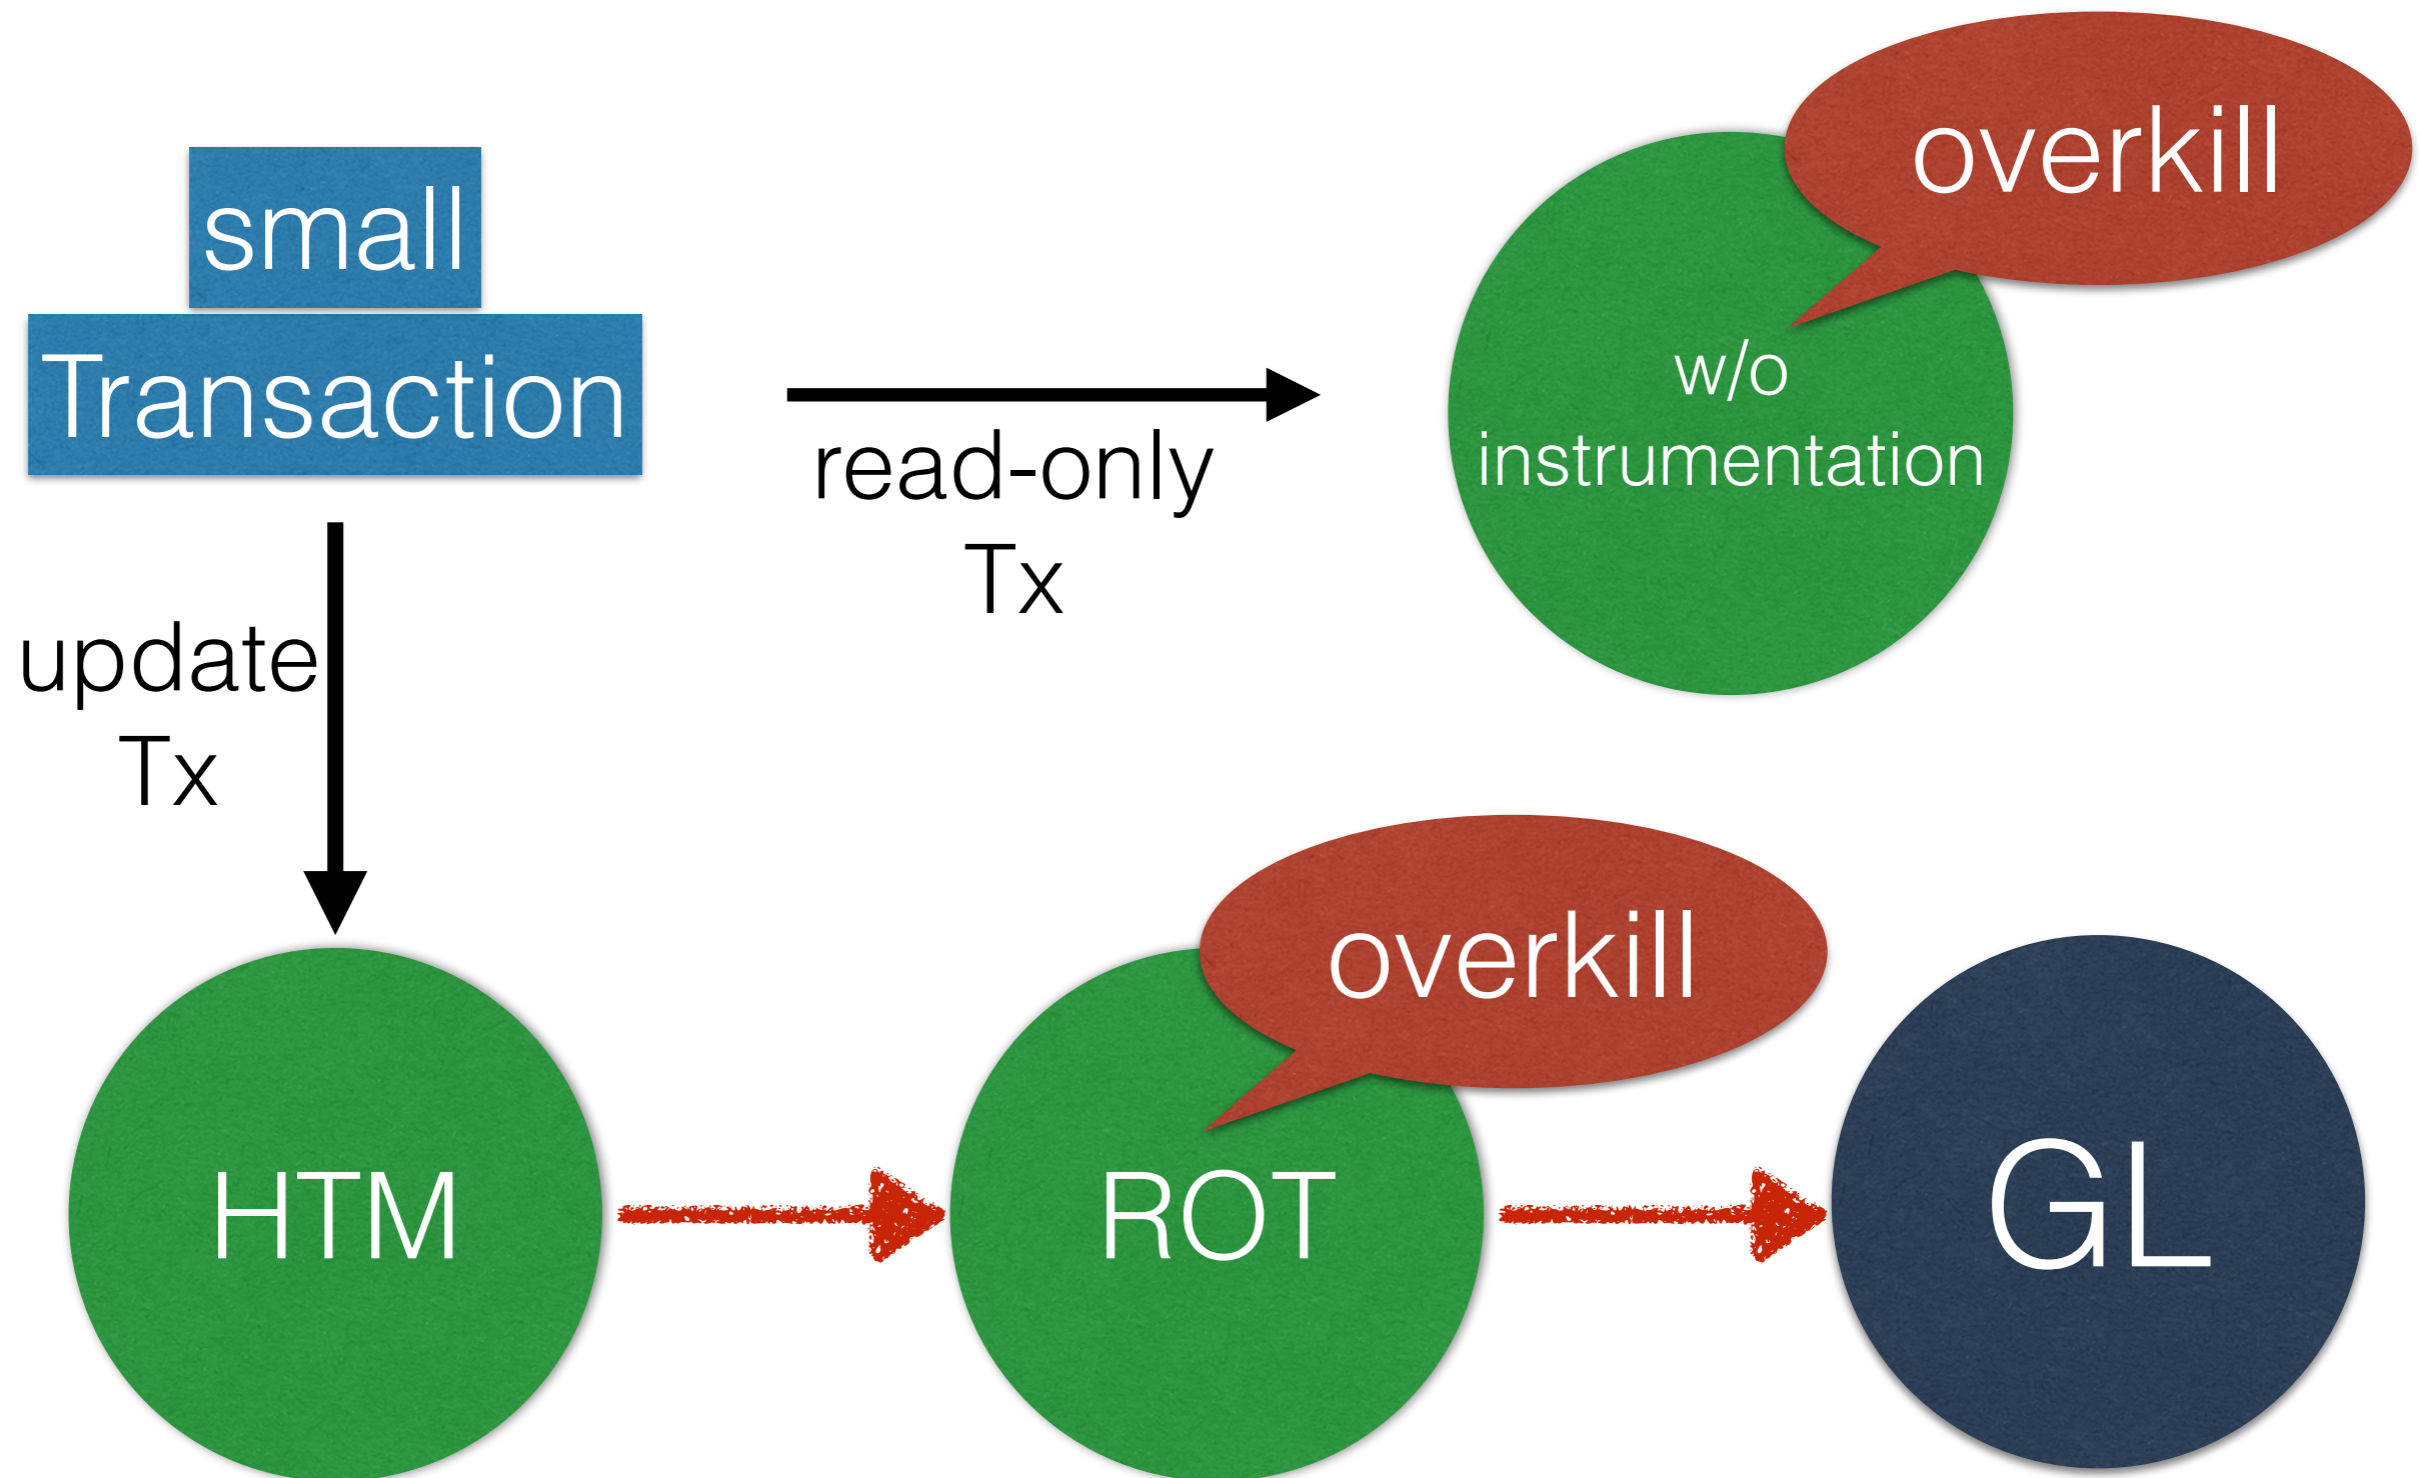 overkill
small
Transaction
w/o
instrumentation
read-only
Tx
update
Tx
overkill
HTM
ROT
GL